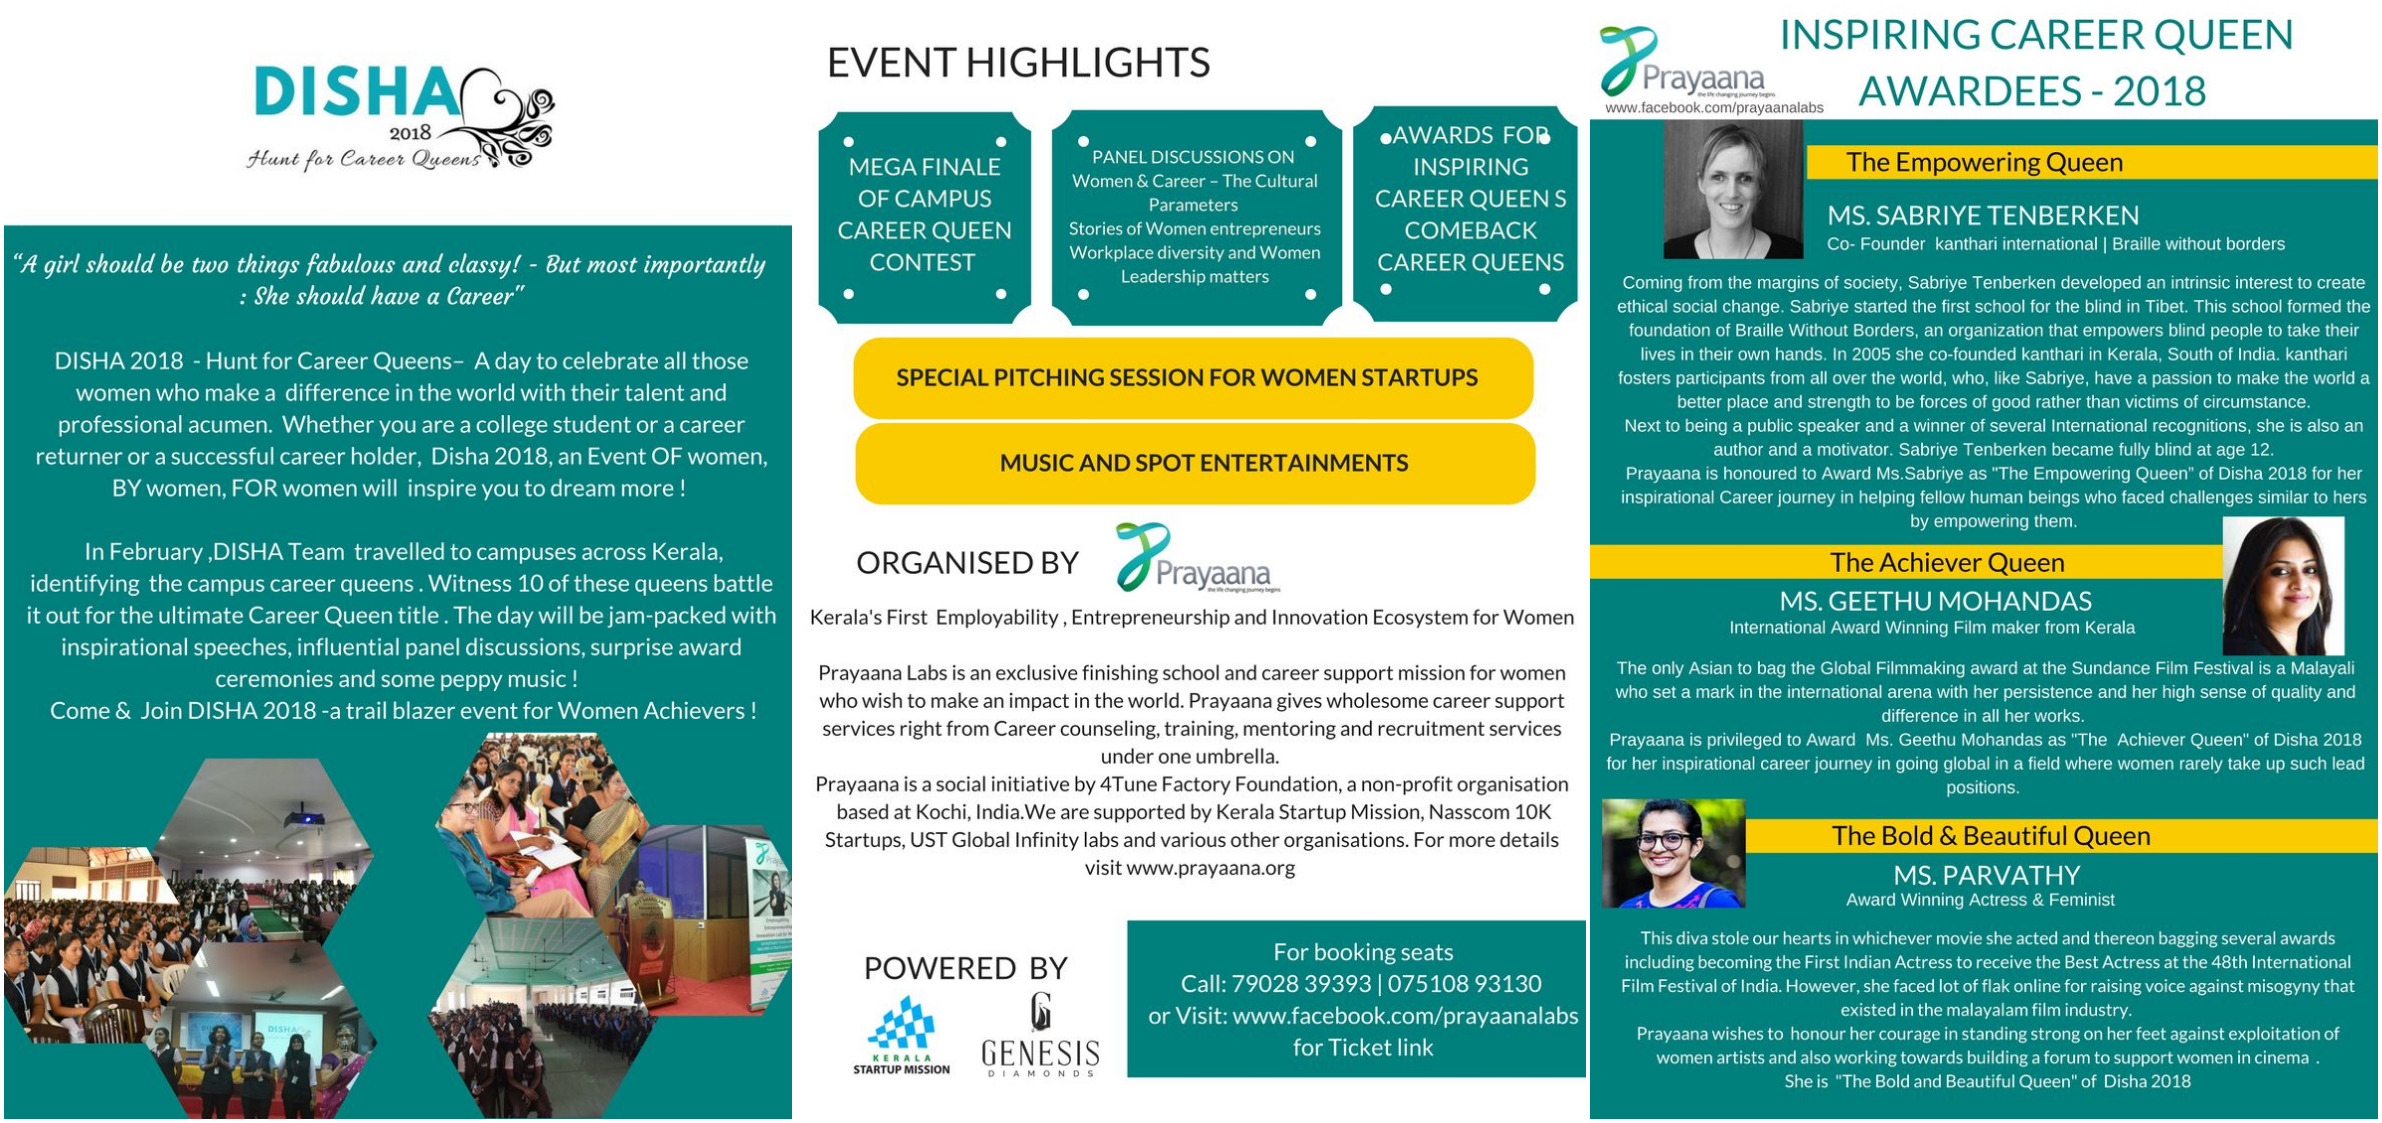 DISHA
2018
Hunt for Career Queens
“A girl should be two things fabulous and classy! - But most importantly
: She should have a Career”
DISHA 2018 - Hunt for Career Queens– A day to celebrate all those
women who make a difference in the world with their talent and
professional acumen. Whether you are a college student or a career
returner or a successful career holder, Disha 2018, an Event OF women,
BY women, FOR women will inspire you to dream more !
In February ,DISHA Team travelled to campuses across Kerala,
identifying the campus career queens . Witness 10 of these queens battle
it out for the ultimate Career Queen title . The day will be jam-packed with
inspirational speeches, influential panel discussions, surprise award
ceremonies and some peppy music !
Come & Join DISHA 2018 -a trail blazer event for Women Achievers !
DISHA
EVENT HIGHLIGHTS
MEGA FINALE
OF CAMPUS
CAREER QUEEN
CONTEST
PANEL DISCUSSIONS ON
Women & Career – The Cultural
Parameters
Stories of Women entrepreneurs
Workplace diversity and Women
Leadership matters
AWARDS FOR
INSPIRING
CAREER QUEEN S
COMEBACK
CAREER QUEENS
SPECIAL PITCHING SESSION FOR WOMEN STARTUPS
MUSIC AND SPOT ENTERTAINMENTS
ORGANISED BY
Prayaana
the life changing journey begins
Kerala's First Employability , Entrepreneurship and Innovation Ecosystem for Women
Prayaana Labs is an exclusive finishing school and career support mission for women
who wish to make an impact in the world. Prayaana gives wholesome career support
services right from Career counseling, training, mentoring and recruitment services
under one umbrella.
Prayaana is a social initiative by 4Tune Factory Foundation, a non-profit organisation
based at Kochi, India.We are supported by Kerala Startup Mission, Nasscom 10K
Startups, UST Global Infinity labs and various other organisations. For more details
visit www.prayaana.org
POWERED BY
KERALA
STARTUP MISSION
G
GENESIS
DIAMONDS
For booking seats
Call: 79028 39393 | 075108 93130
or Visit: www.facebook.com/prayaanalabs
for Ticket link
Prayaana
the life changing journey begins
www.facebook.com/prayaanalabs
INSPIRING CAREER QUEEN
AWARDEES - 2018
The Empowering Queen
MS. SABRIYE TENBERKEN
Co- Founder kanthari international | Braille without borders
Coming from the margins of society, Sabriye Tenberken developed an intrinsic interest to create
ethical social change. Sabriye started the first school for the blind in Tibet. This school formed the
foundation of Braille Without Borders, an organization that empowers blind people to take their
lives in their own hands. In 2005 she co-founded kanthari in Kerala, South of India. kanthari
fosters participants from all over the world, who, like Sabriye, have a passion to make the world a
better place and strength to be forces of good rather than victims of circumstance.
Next to being a public speaker and a winner of several International recognitions, she is also an
author and a motivator. Sabriye Tenberken became fully blind at age 12.
Prayaana is honoured to Award Ms.Sabriye as "The Empowering Queen” of Disha 2018 for her
inspirational Career journey in helping fellow human beings who faced challenges similar to hers
by empowering them.
The Achiever Queen
MS. GEETHU MOHANDAS
International Award Winning Film maker from Kerala
The only Asian to bag the Global Filmmaking award at the Sundance Film Festival is a Malayali
who set a mark in the international arena with her persistence and her high sense of quality and
difference in all her works.
Prayaana is privileged to Award Ms. Geethu Mohandas as "The Achiever Queen" of Disha 2018
for her inspirational career journey in going global in a field where women rarely take up such lead
positions.
The Bold & Beautiful Queen
MS. PARVATHY
Award Winning Actress & Feminist
This diva stole our hearts in whichever movie she acted and thereon bagging several awards
including becoming the First Indian Actress to receive the Best Actress at the 48th International
Film Festival of India. However, she faced lot of flak online for raising voice against misogyny that
existed in the malayalam film industry.
Prayaana wishes to honour her courage in standing strong on her feet against exploitation of
women artists and also working towards building a forum to support women in cinema .
She is "The Bold and Beautiful Queen" of Disha 2018